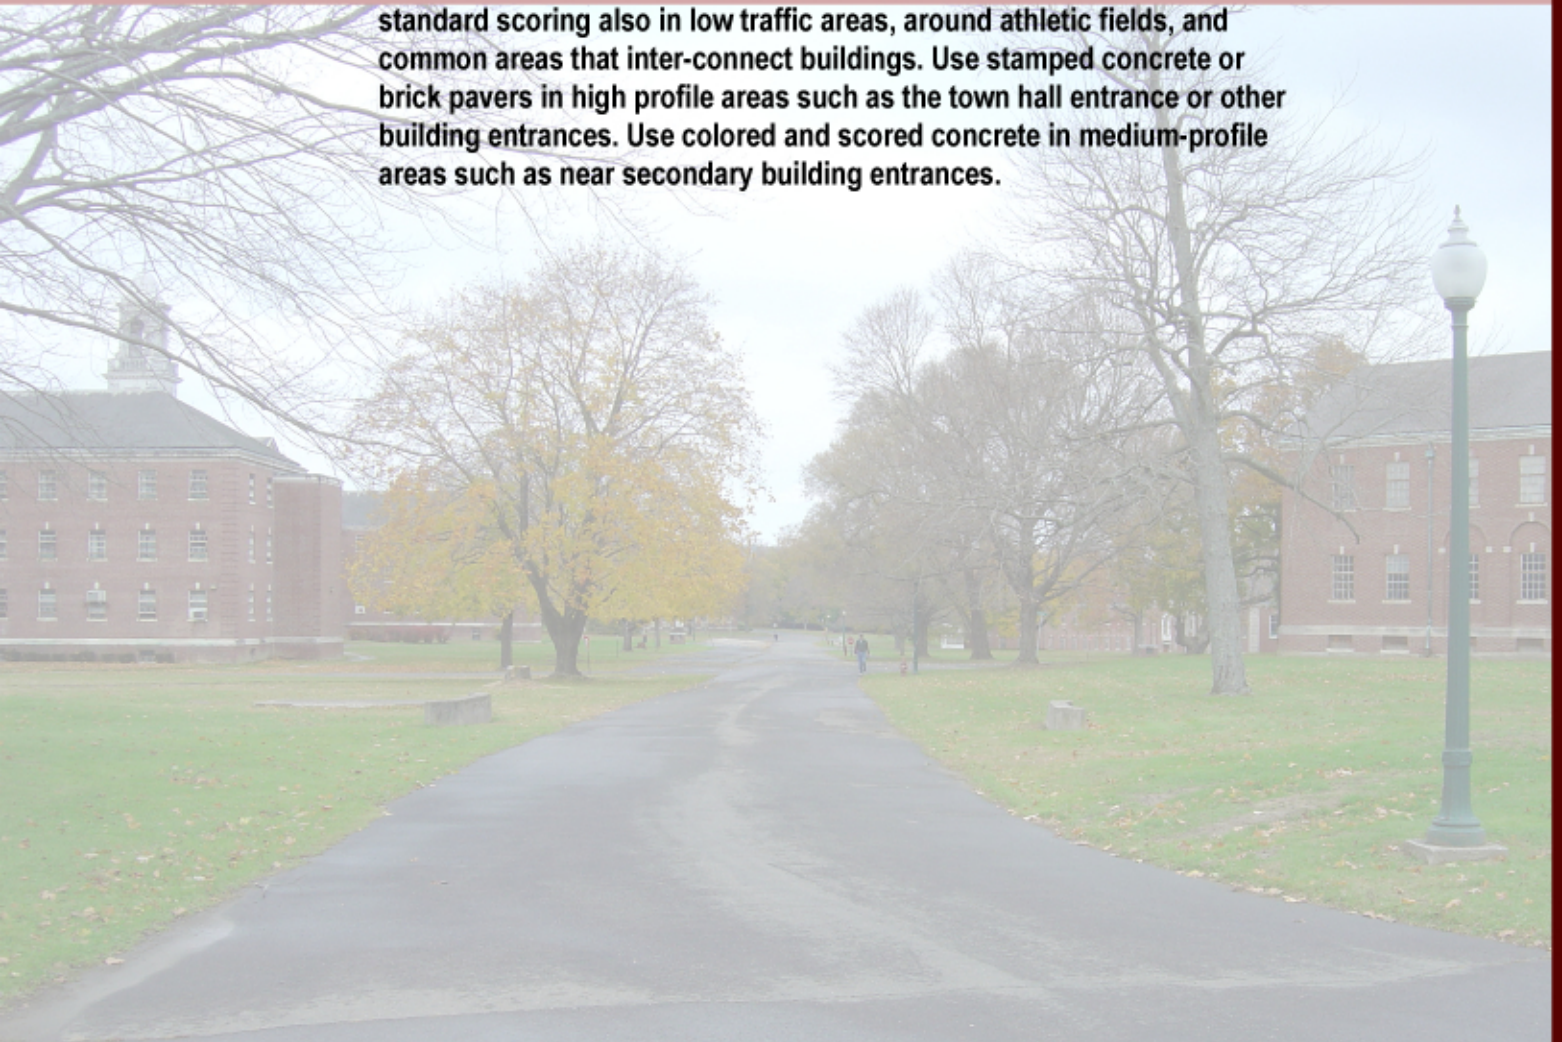 standard scoring also in low traffic areas, around athletic fields, and
common areas that inter-connect buildings. Use stamped concrete or
brick pavers in high profile areas such as the town hall entrance or other
building entrances. Use colored and scored concrete in medium-profile
areas such as near secondary building entrances.